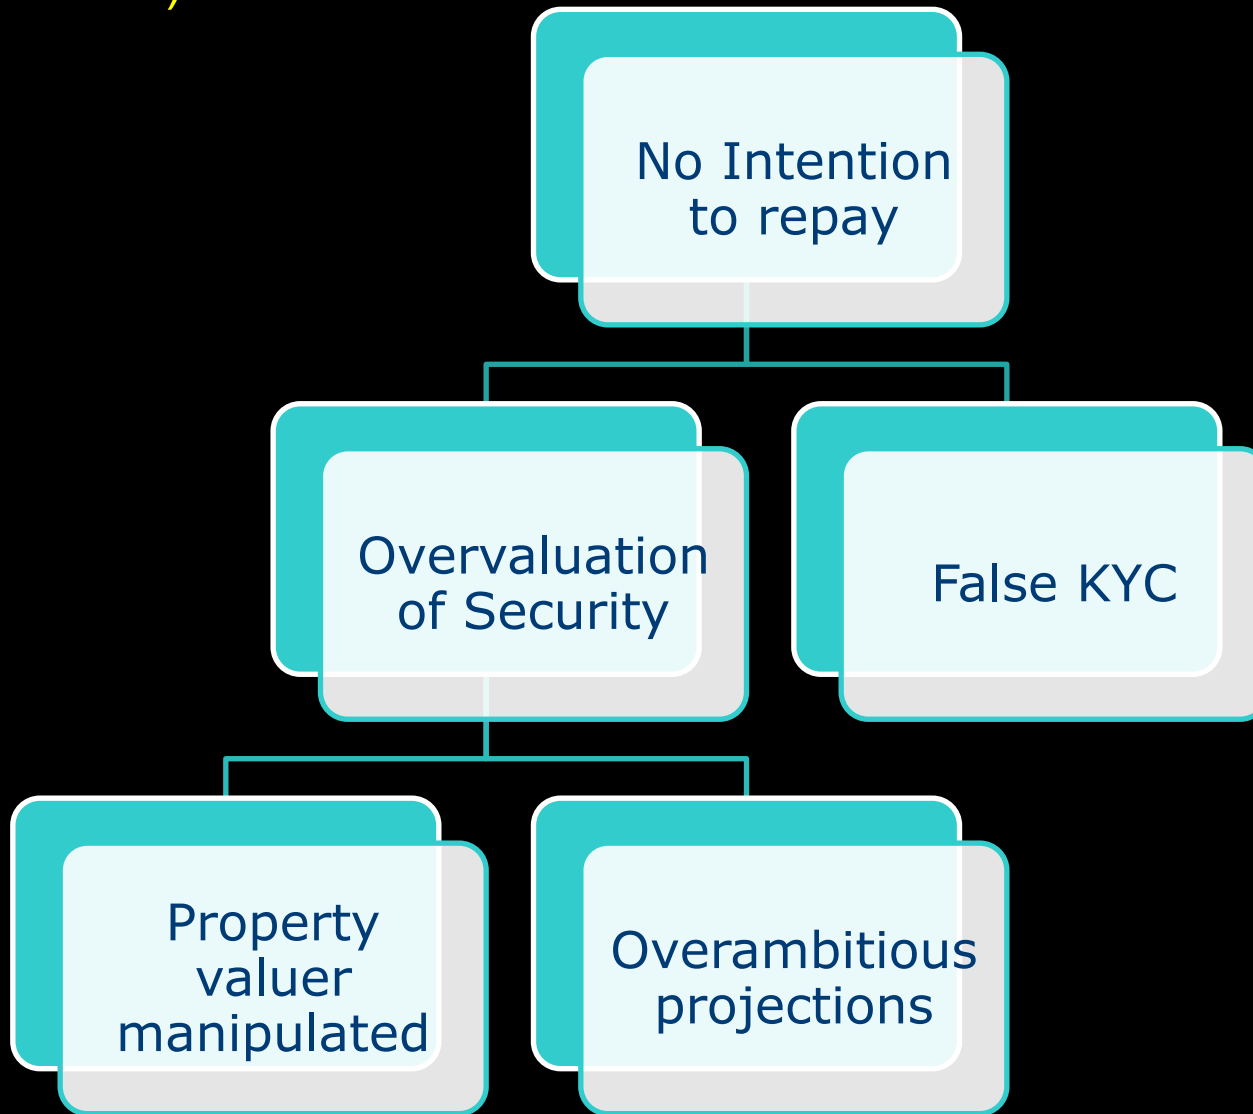 No Intention
to repay
Overvaluation
of Security
False KYC
Property
valuer
manipulated
Overambitious
projections